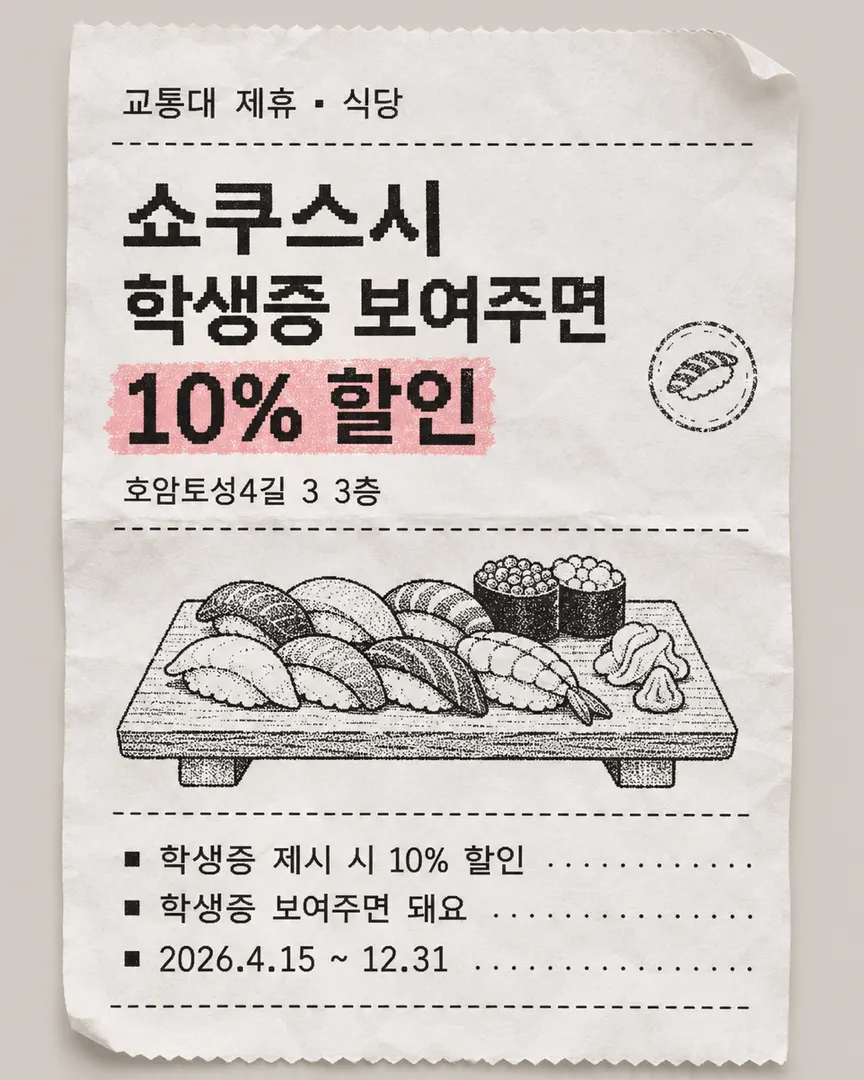 교통대 제휴 ▪ 식당
쇼쿠스시
학생증 보여주면
10% 할인
호암토성4길 3 3층
▪ 학생증 제시 시 10% 할인
▪ 학생증 보여주면 돼요
▪ 2026.4.15 ~ 12.31